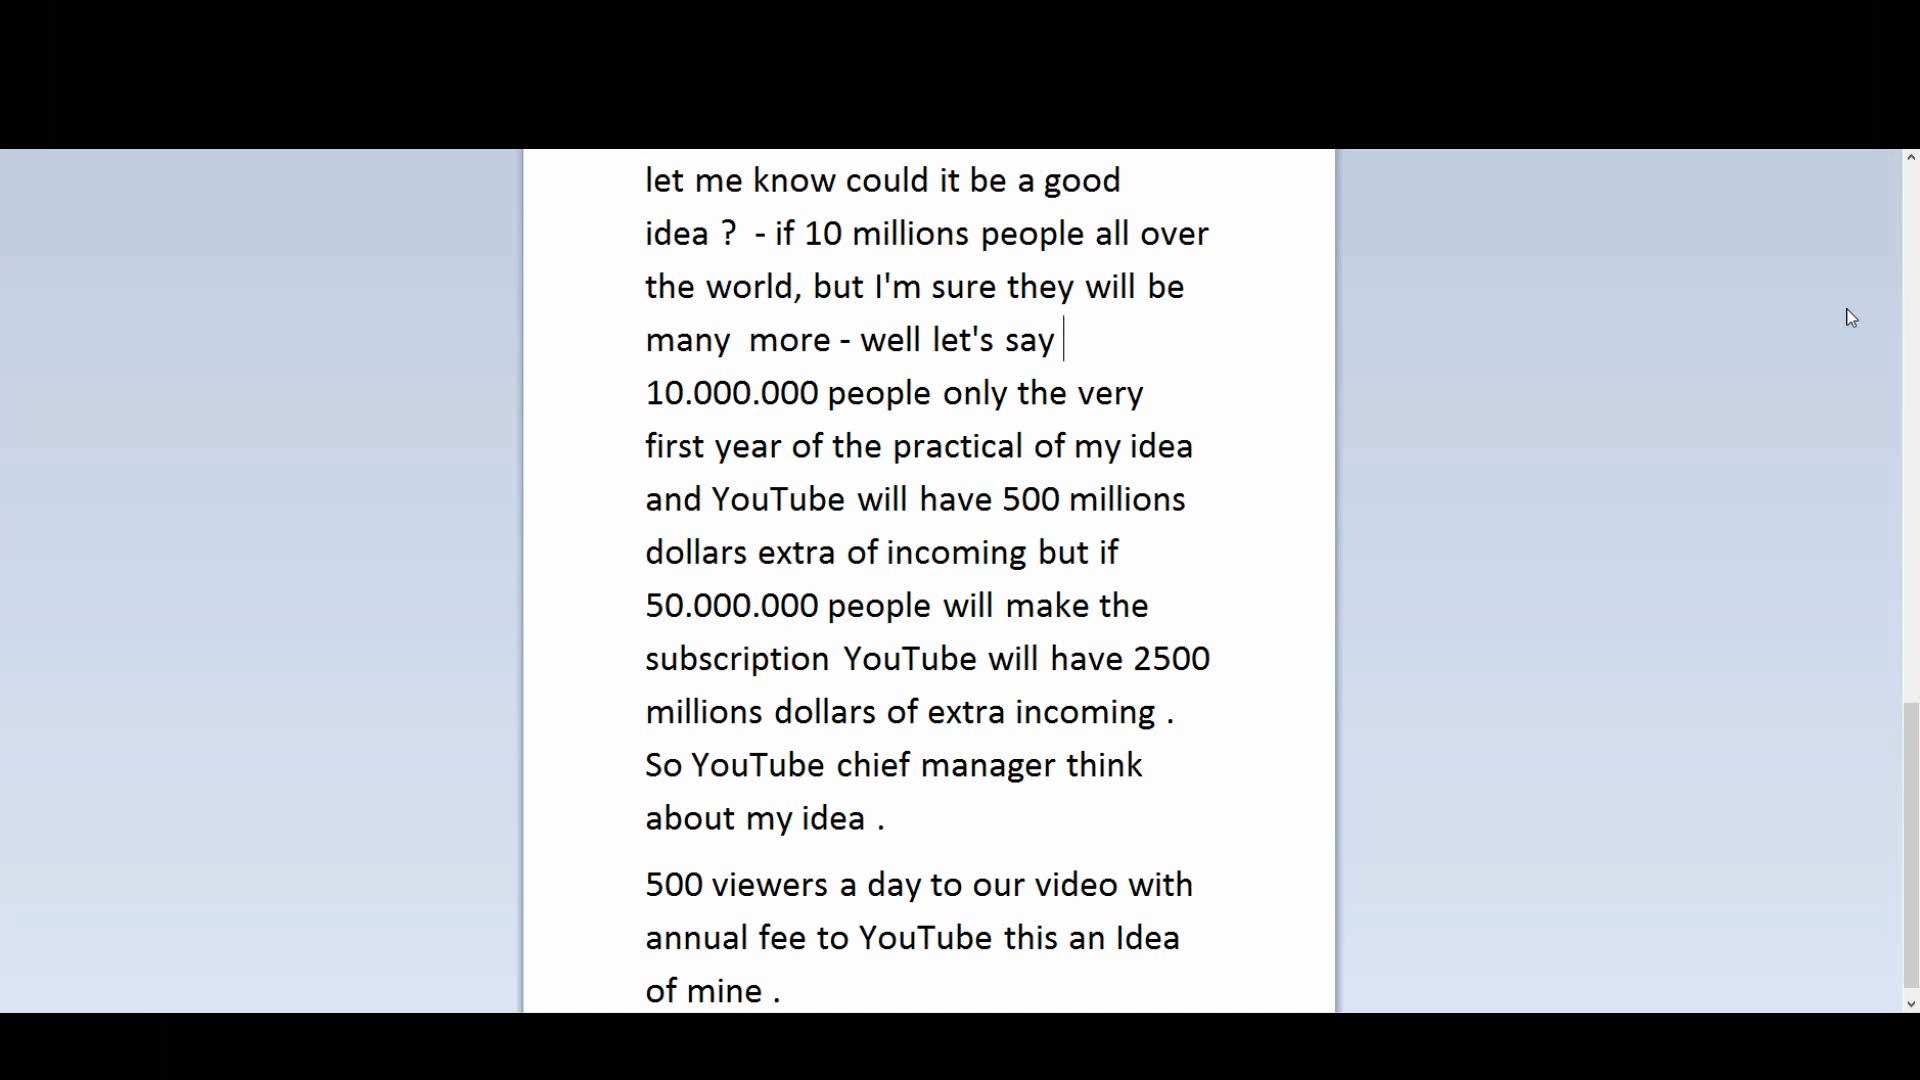 let me know could it be a good
idea ?  - if 10 millions people all over
the world, but I'm sure they will be
many  more - well let's say
10.000.000 people only the very
first year of the practical of my idea
and YouTube will have 500 millions
dollars extra of incoming but if
50.000.000 people will make the
subscription  YouTube will have 2500
millions dollars of extra incoming .
So YouTube chief manager think
about my idea .
500 viewers a day to our video with
annual fee to YouTube this an Idea
of mine .